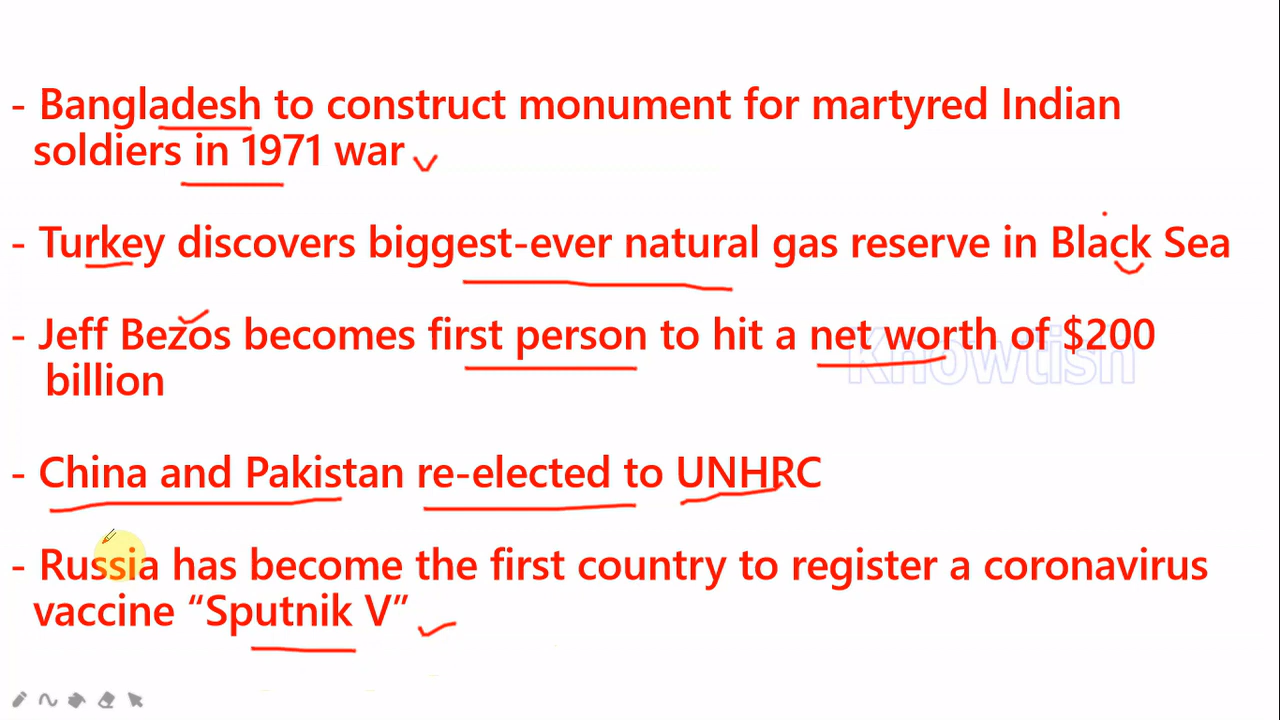 - Bangladesh to construct monument for martyred Indian
soldiers in 1971 war
- Turkey discovers biggest-ever natural gas reserve in Black Sea
- Jeff Bezos becomes first person to hit a net worth of $200
billion
Knowtish
- China and Pakistan re-elected to UNHRC
- Russia has become the first country to register a coronavirus
vaccine “Sputnik V”